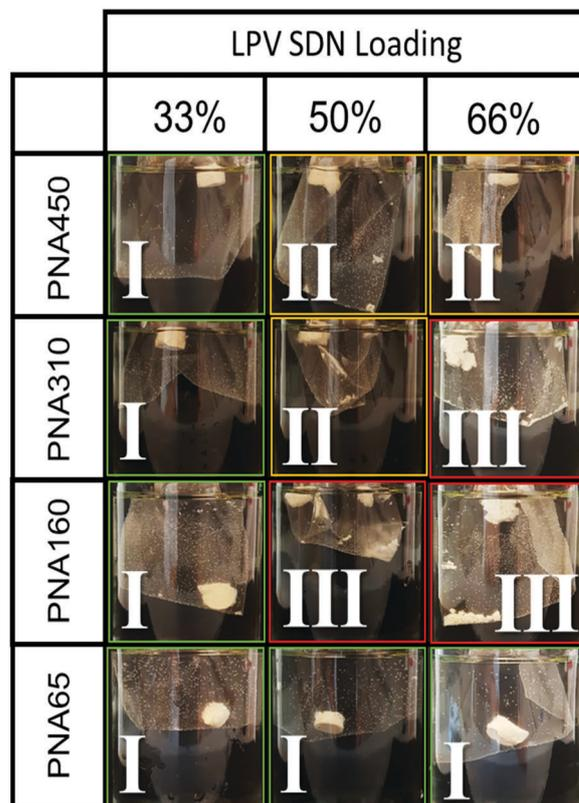 LPV SDN Loading
33% 50% 66%
PNA450 I II II
PNA310 I II III
PNA160 I III III
PNA65 I I I